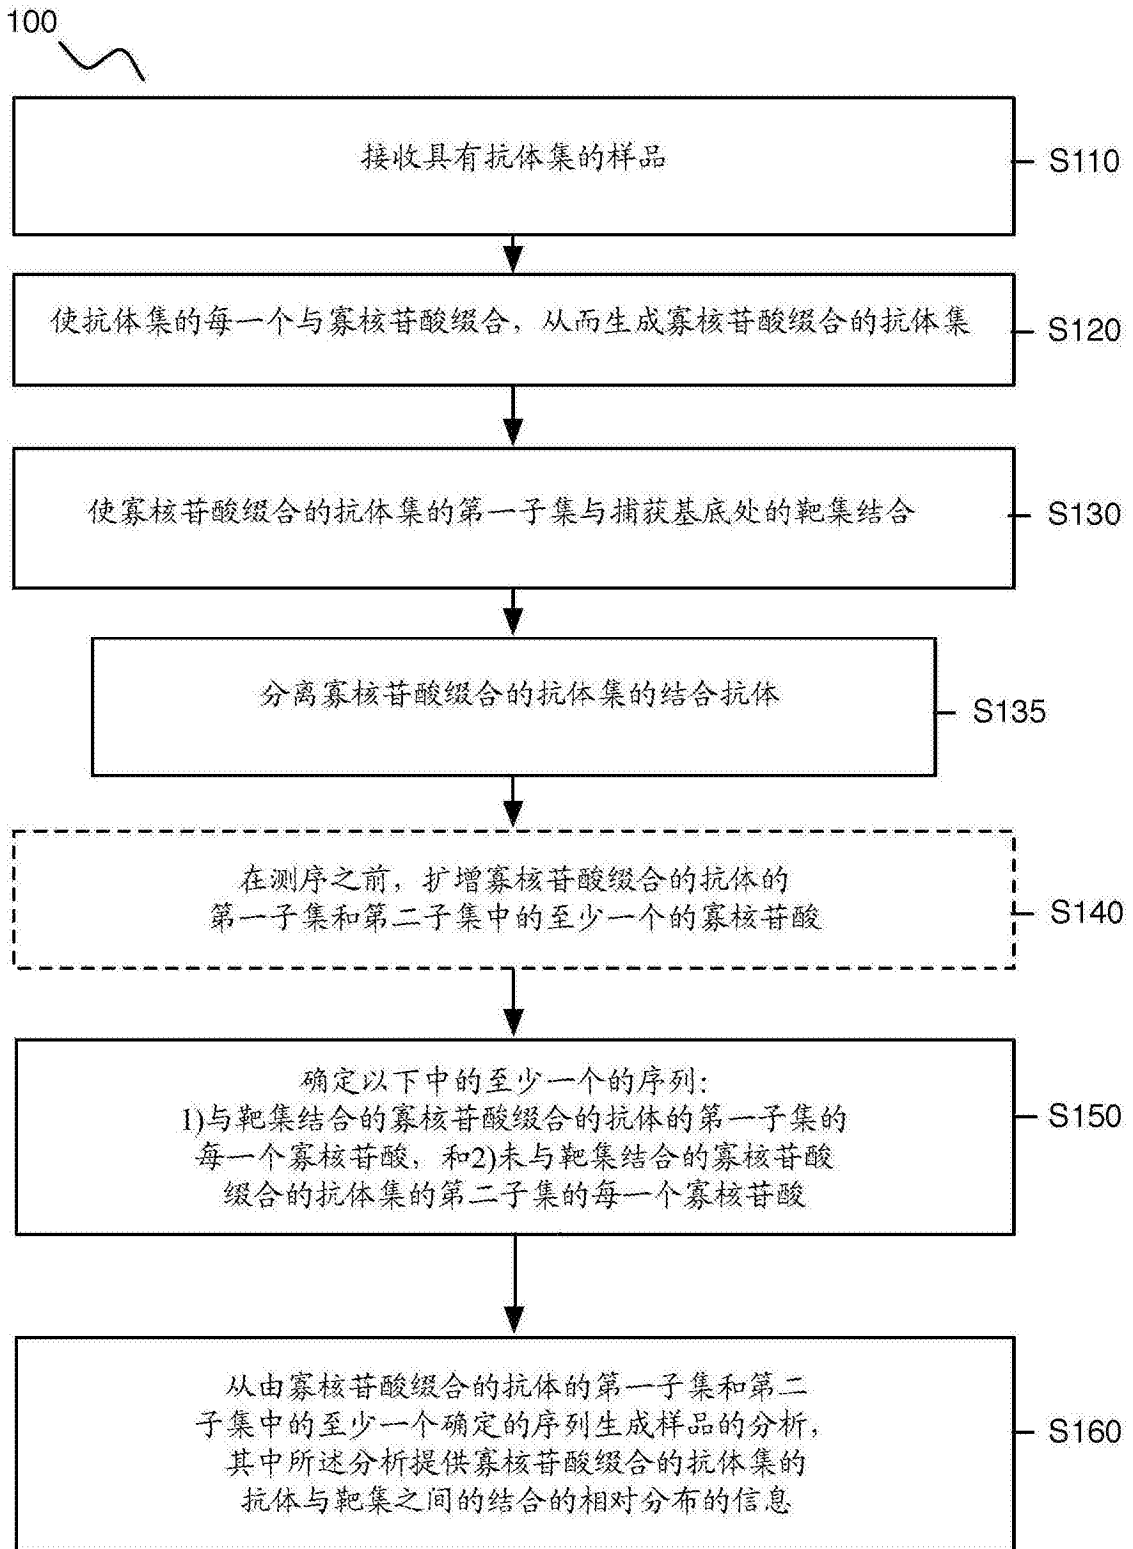 100
接收具有抗体集的样品
S110
使抗体集的每一个与寡核苷酸缀合，从而生成寡核苷酸缀合的抗体集
S120
使寡核苷酸缀合的抗体集的第一子集与捕获基底处的靶集结合
S130
分离寡核苷酸缀合的抗体集的结合抗体
S135
在测序之前，扩增寡核苷酸缀合的抗体的
第一子集和第二子集中的至少一个的寡核苷酸
S140
确定以下中的至少一个的序列：
1)与靶集结合的寡核苷酸缀合的抗体的第一子集的
每一个寡核苷酸，和2)未与靶集结合的寡核苷酸
缀合的抗体集的第二子集的每一个寡核苷酸
S150
从由寡核苷酸缀合的抗体的第一子集和第二
子集中的至少一个确定的序列生成样品的分析，
其中所述分析提供寡核苷酸缀合的抗体集的
抗体与靶集之间的结合的相对分布的信息
S160